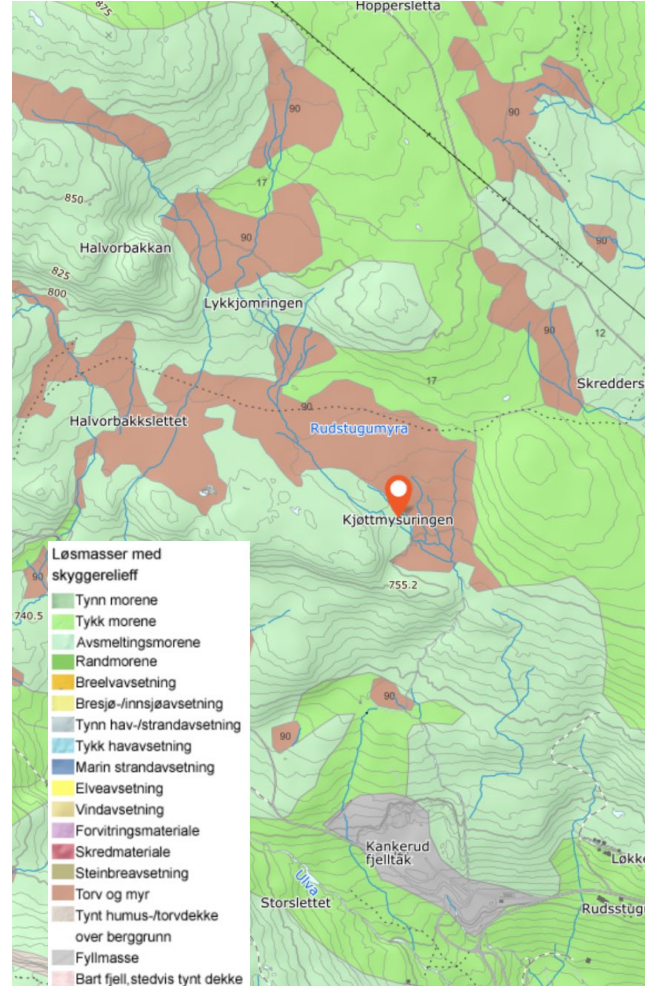 Hoppersletta
875
90
90
17
850
90
Halvorbakkan
90
825
800
Lykkjomringen
90
12
17
Skredders
90
Halvorbakkslettet
Rudstugumyra
Kjøttmysuringen
Løsmasser med
skyggerelieff
90
755.2
Tynn morene
740.5
Tykk morene
Avsmeltingsmorene
Randmorene
Breelvavsetning
90
Bresjø-/innsjøavsetning
Tynn hav-/strandavsetning
90
Tykk havavsetning
Marin strandavsetning
Elveavsetning
Vindavsetning
Forvitringsmateriale
Kankerud
fjelltak
Løkke
Skredmateriale
Steinbreavsetning
Ulva
Torv og myr
Storslettet
Rudsstugu
Tynt humus-/torvdekke
over berggrunn
Fyllmasse
Bart fjell,stedvis tynt dekke